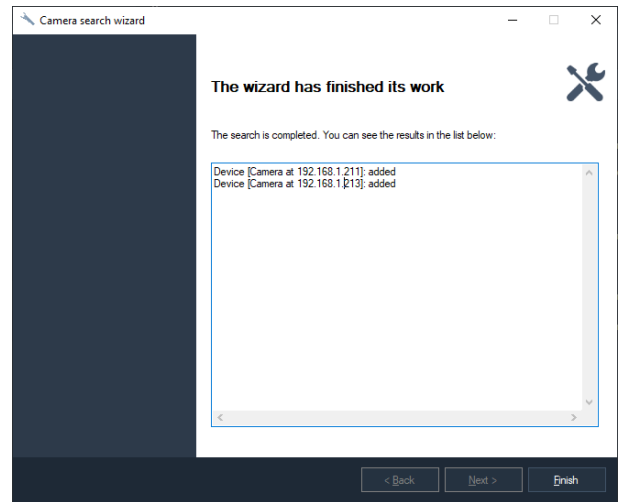 Camera search wizard
The wizard has finished its work
The search is completed. You can see the results in the list below:
Device [Camera at 192.168.1.211]: added
Device [Camera at 192.168.1.213]: added
< Back
Next >
Finish